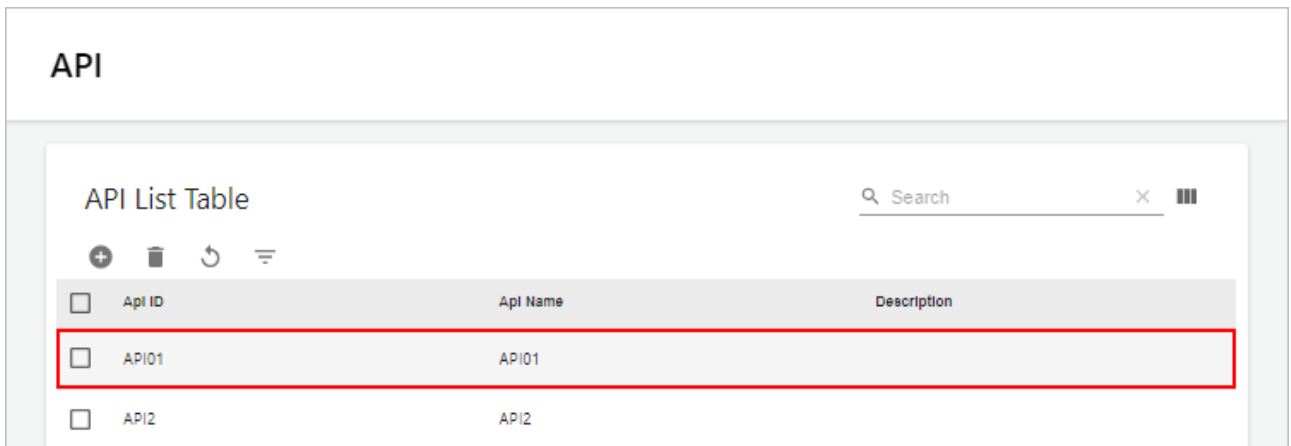 API
API List Table
Search
Api ID Api Name Description
API01 API01
API2 API2